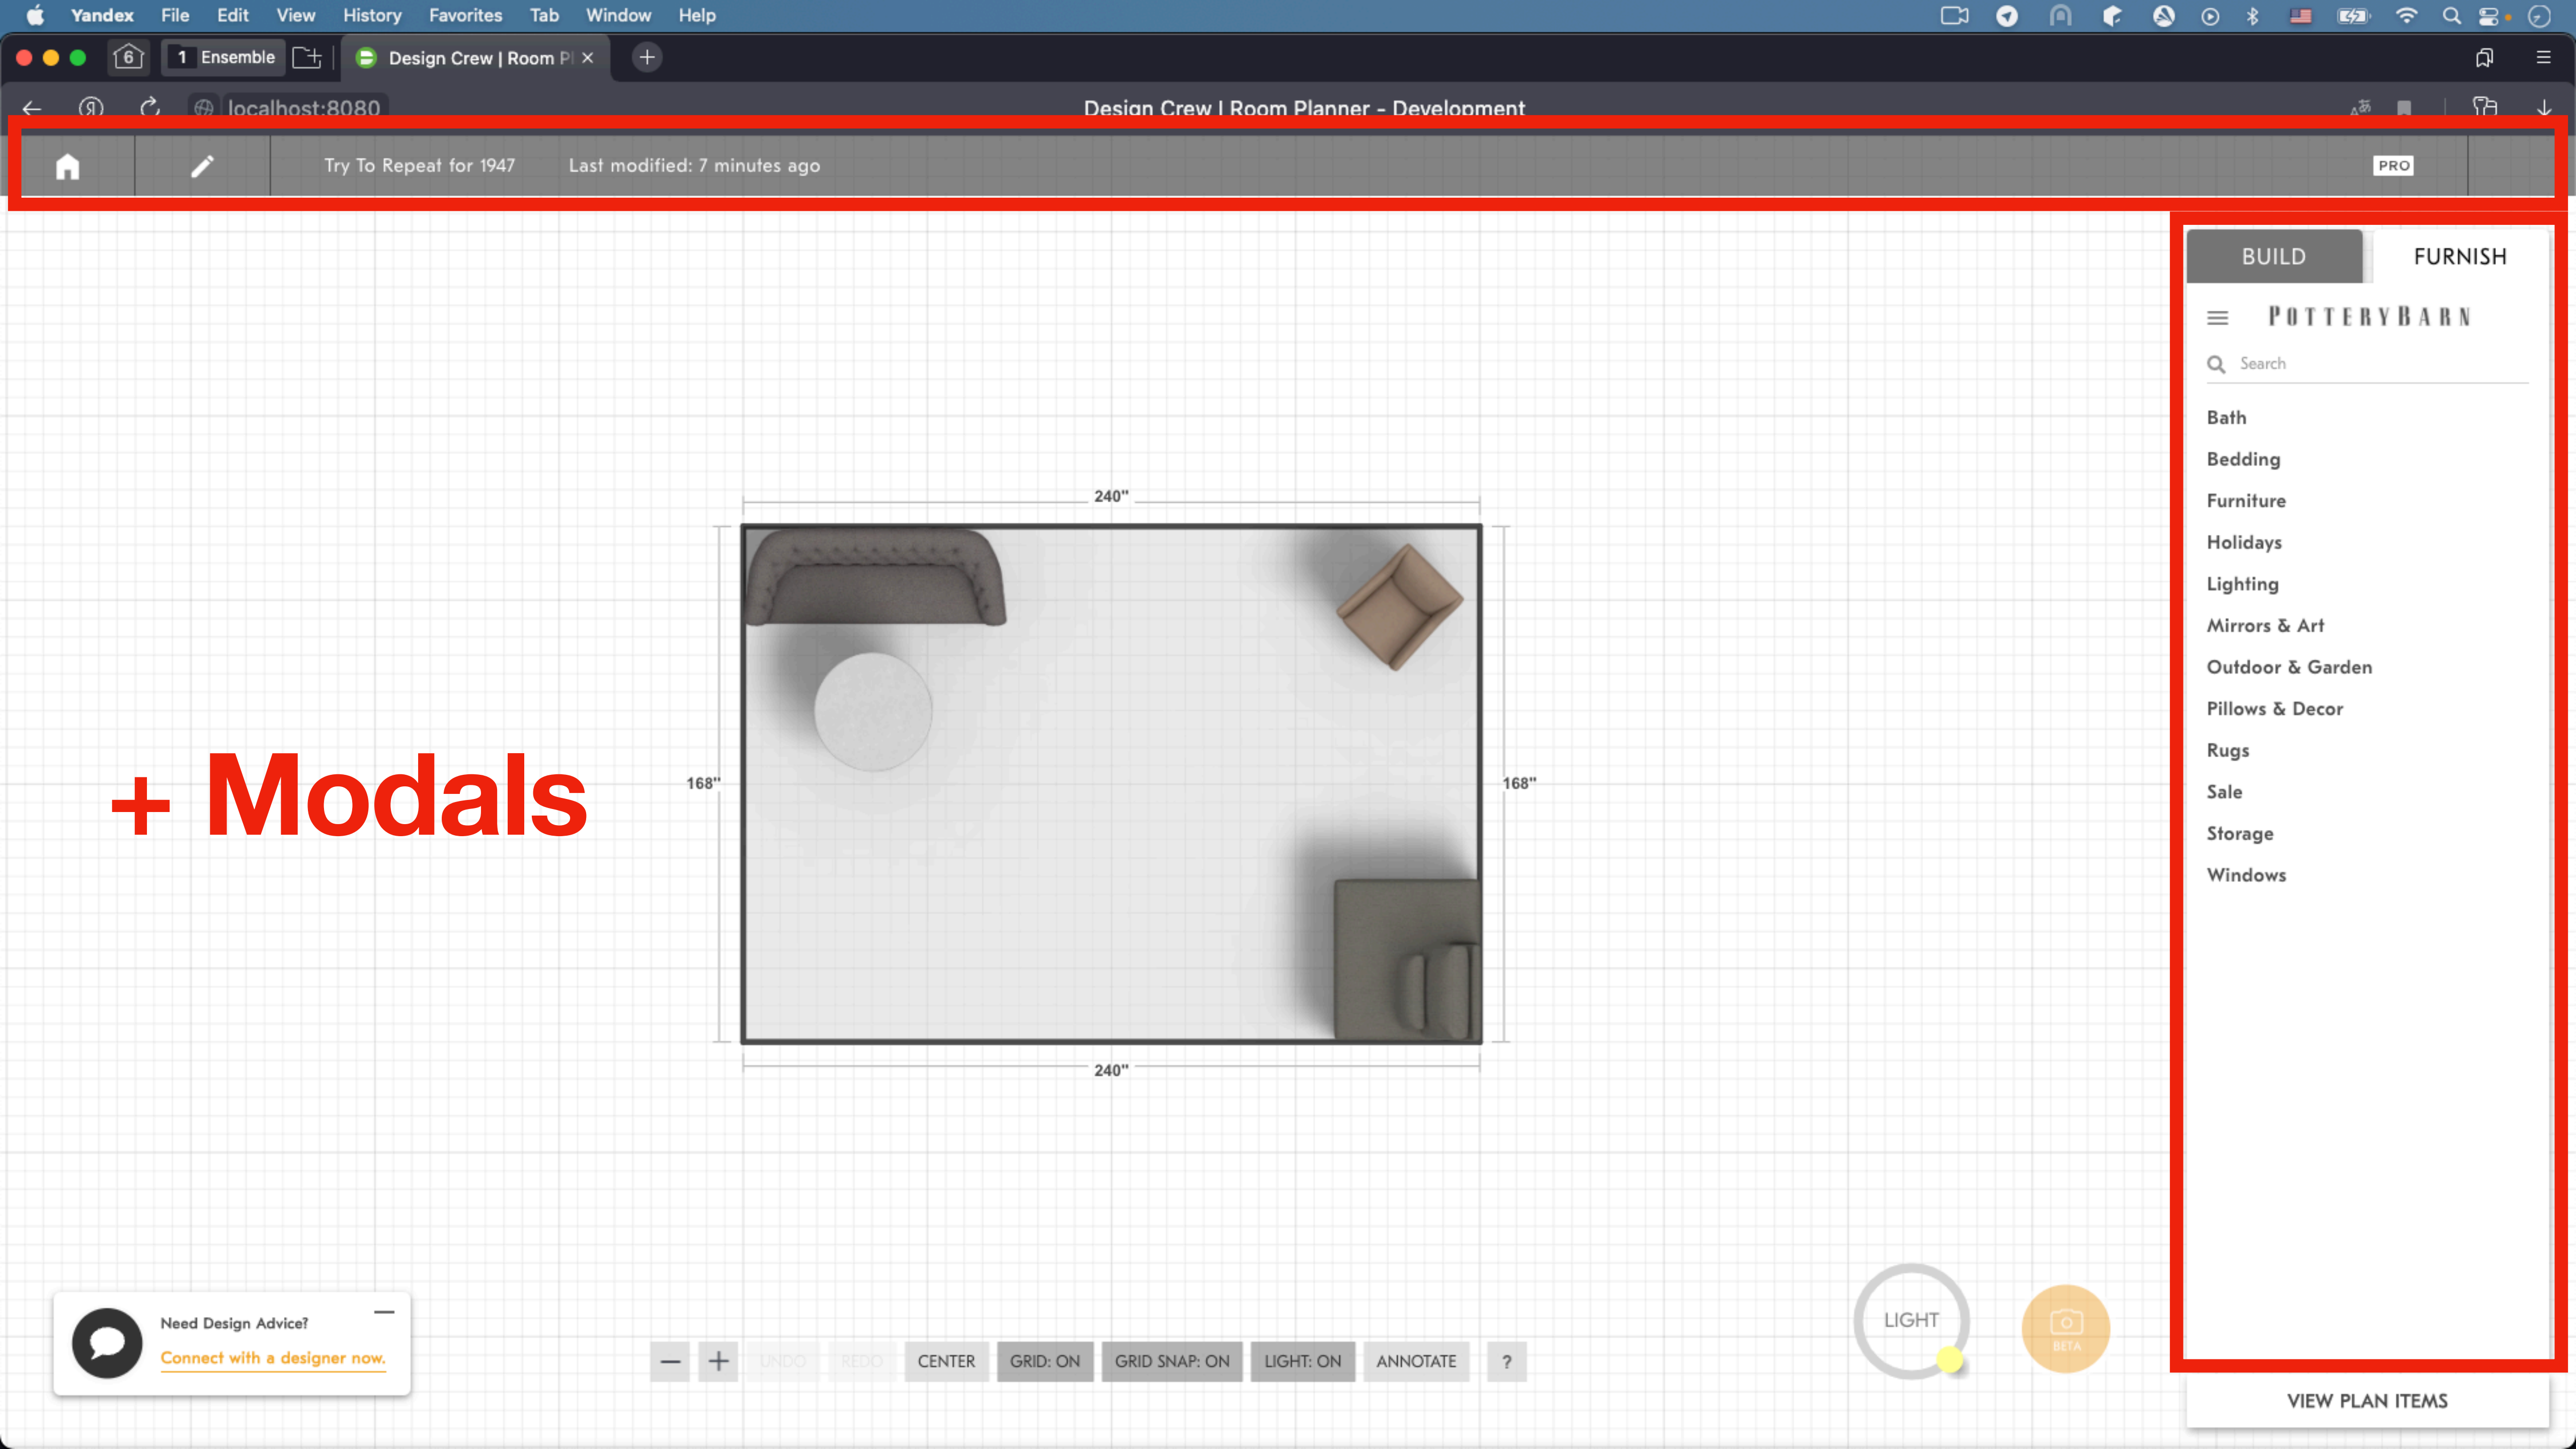 Yandex File Edit View History Favorites Tab Window Help
6 1 Ensemble Design Crew | Room Pl
localhost:8080 Design Crew | Room Planner - Development
Try To Repeat for 1947 Last modified: 7 minutes ago PRO
BUILD FURNISH
POTTERYBARN
Search
Bath
Bedding
Furniture
Holidays
Lighting
Mirrors & Art
Outdoor & Garden
Pillows & Decor
Rugs
Sale
Storage
Windows
240"
168" 168"
240"
+ Modals
Need Design Advice?
Connect with a designer now.
UNDO REDO CENTER GRID: ON GRID SNAP: ON LIGHT: ON ANNOTATE ?
LIGHT
BETA
VIEW PLAN ITEMS